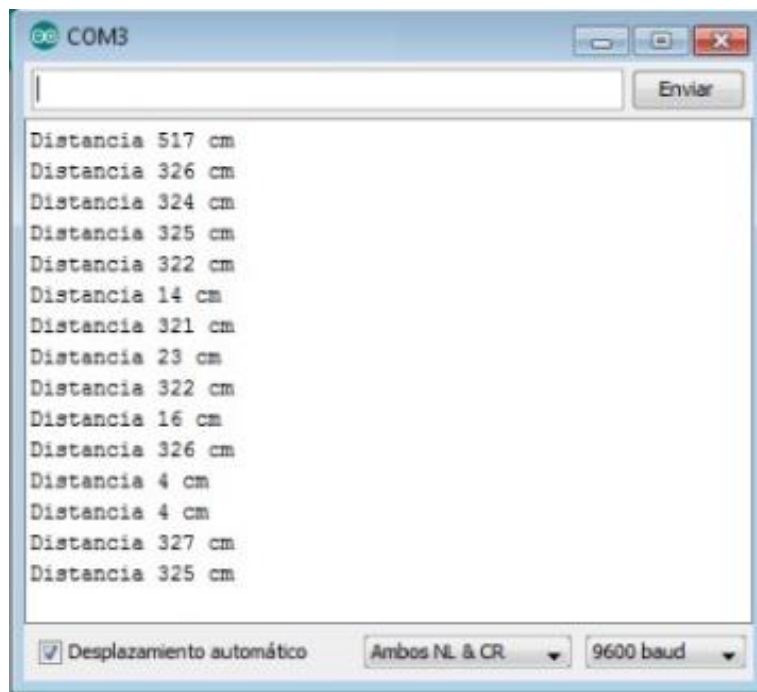 COM3
Enviar
Distancia 517 cm
Distancia 326 cm
Distancia 324 cm
Distancia 325 cm
Distancia 322 cm
Distancia 14 cm
Distancia 321 cm
Distancia 23 cm
Distancia 322 cm
Distancia 16 cm
Distancia 326 cm
Distancia 4 cm
Distancia 4 cm
Distancia 327 cm
Distancia 325 cm
Desplazamiento automático Ambos NL & CR 9600 baud